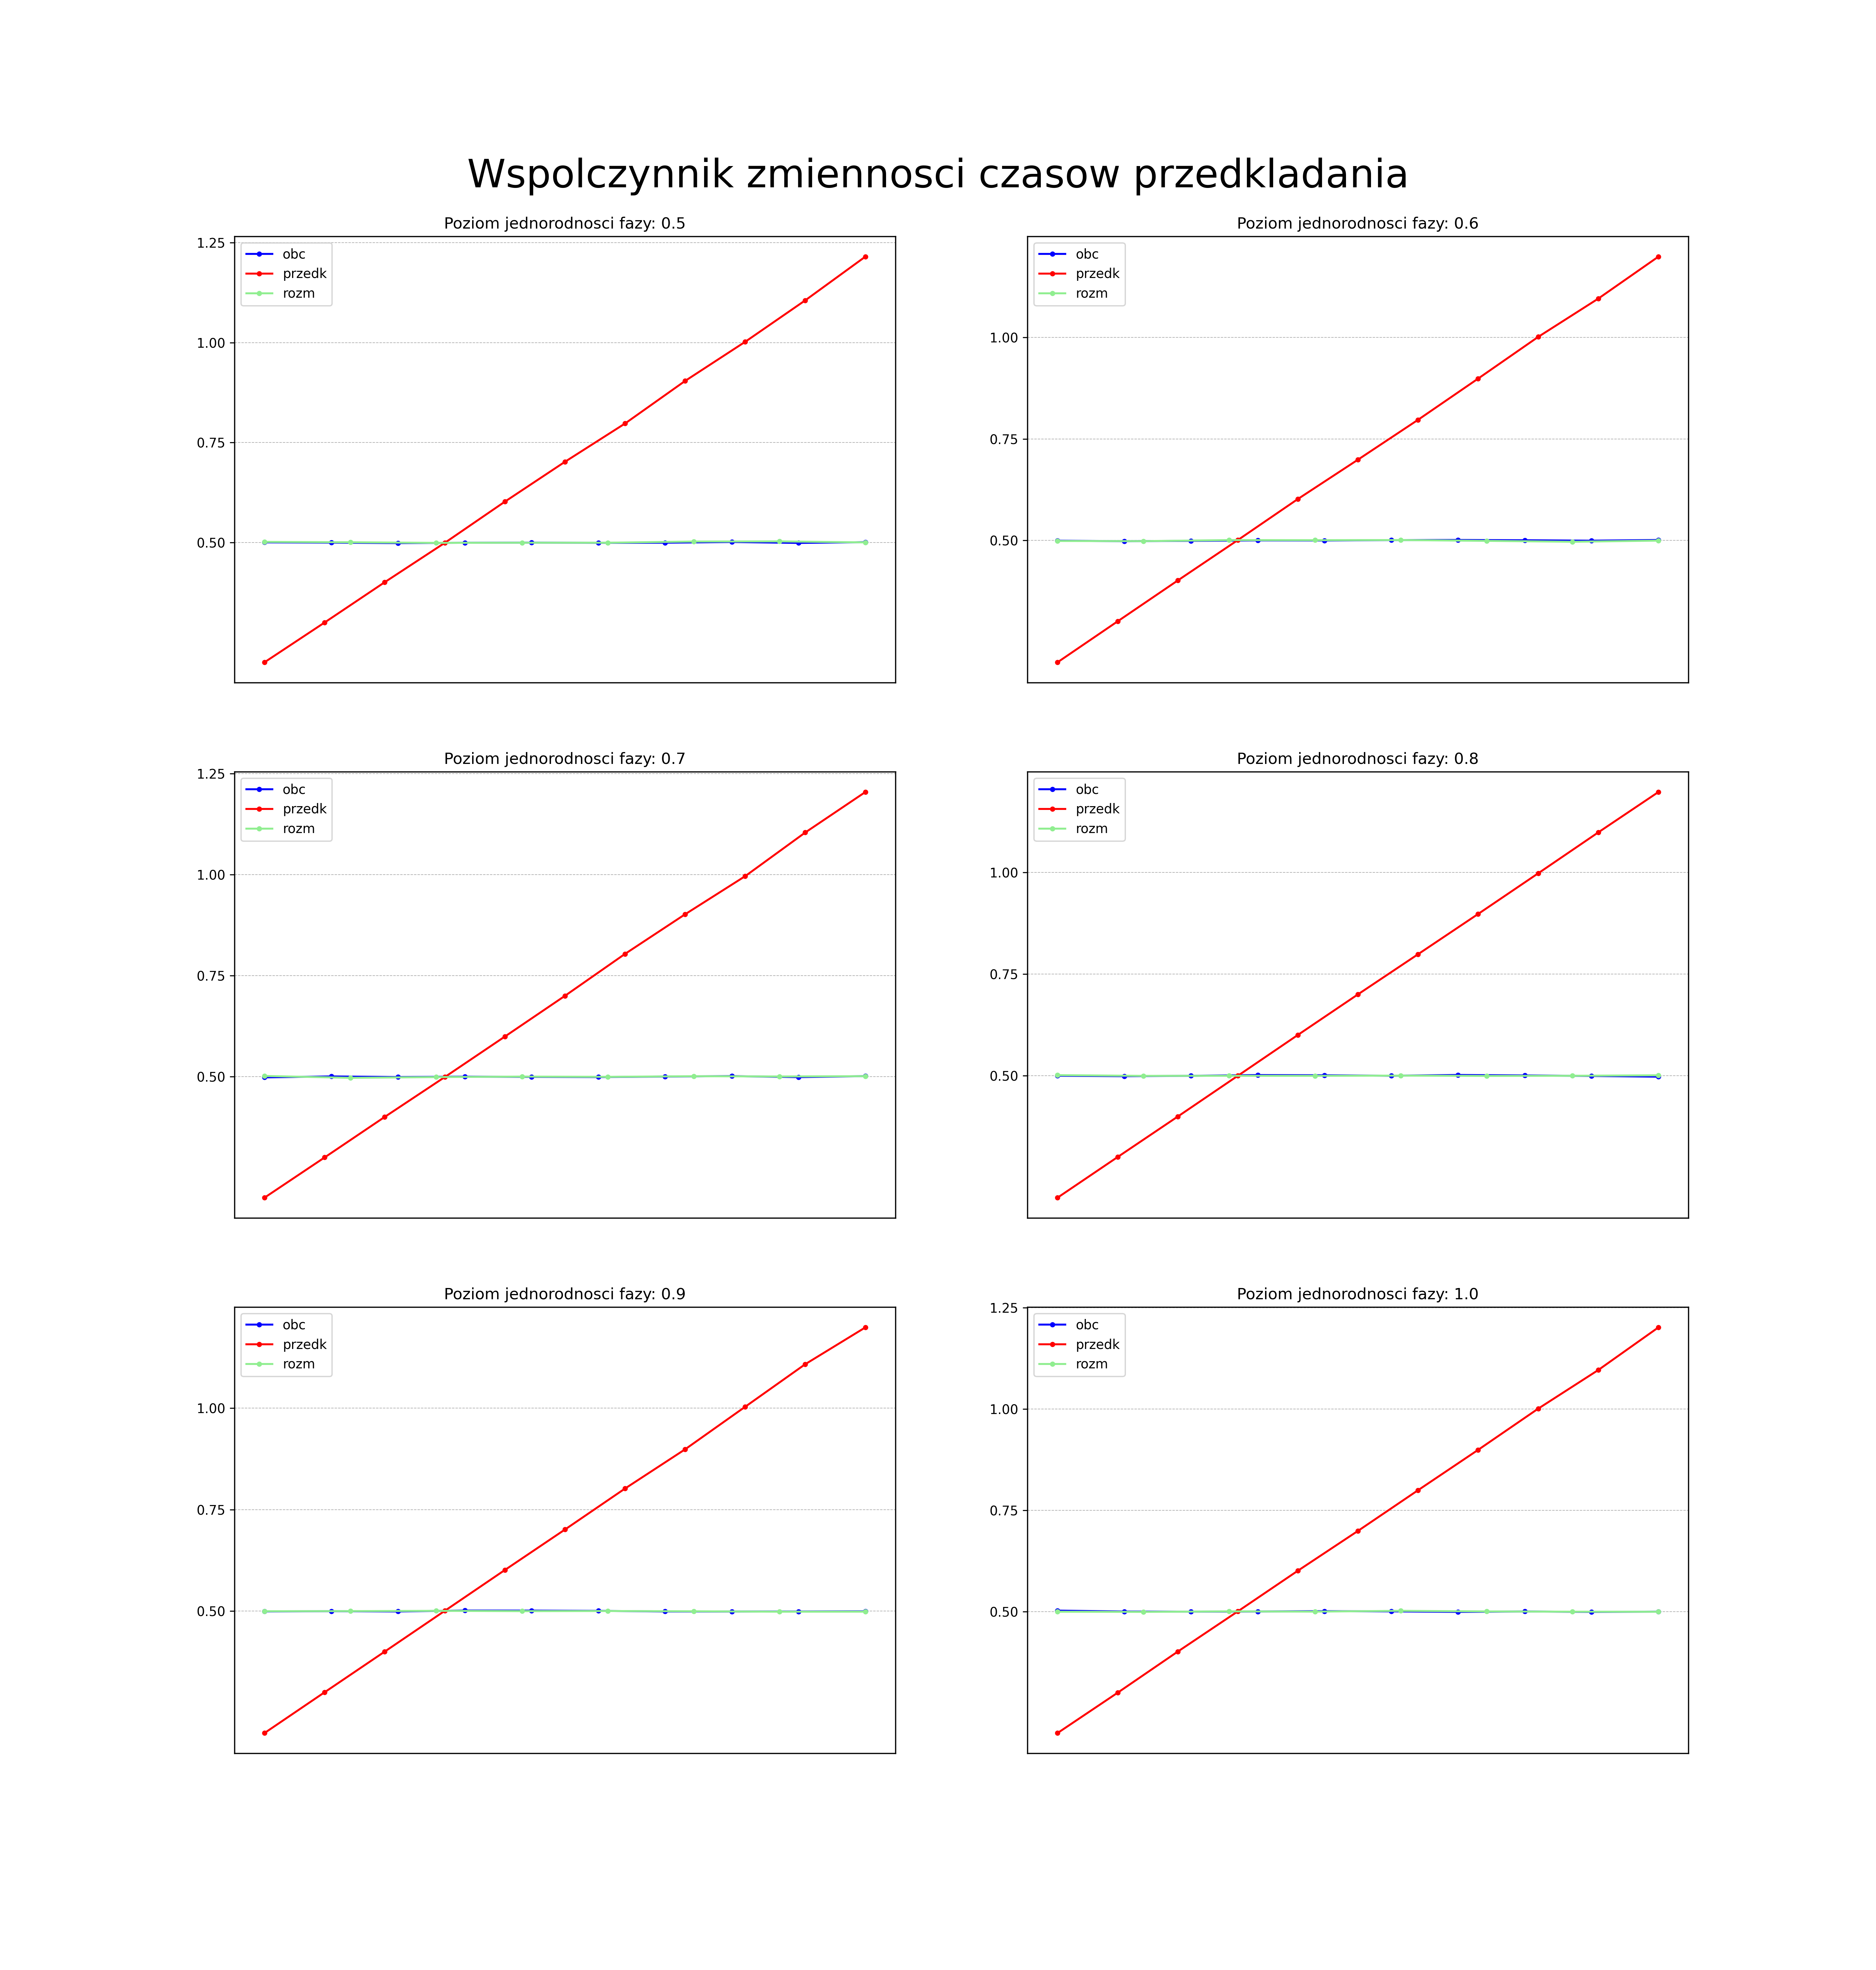 Wspolczynnik zmiennosci czasow przedkladania
Poziom jednorodnosci fazy: 0.5
1.25
1.00
0.75
0.50
obc
przedk
rozm
Poziom jednorodnosci fazy: 0.6
1.00
0.75
0.50
obc
przedk
rozm
Poziom jednorodnosci fazy: 0.7
1.25
1.00
0.75
0.50
obc
przedk
rozm
Poziom jednorodnosci fazy: 0.8
1.00
0.75
0.50
obc
przedk
rozm
Poziom jednorodnosci fazy: 0.9
1.00
0.75
0.50
obc
przedk
rozm
Poziom jednorodnosci fazy: 1.0
1.25
1.00
0.75
0.50
obc
przedk
rozm